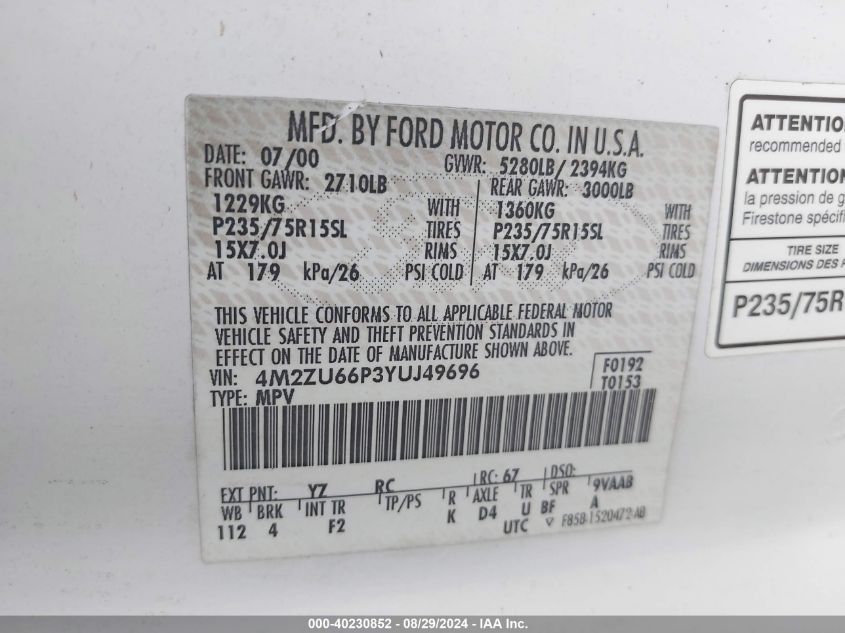 MFD. BY FORD MOTOR CO. IN U.S.A.
DATE: 07/00 GVWR: 5280LB/ 2394KG
FRONT GAWR: 2710LB REAR GAWR: 3000LB
1229KG WITH 1360KG WITH
P235/75R15SL TIRES P235/75R15SL TIRES
15X7.0J RIMS 15X7.0J RIMS
AT 179 kPa/26 PSI COLD AT 179 kPa/26 PSI COLD
THIS VEHICLE CONFORMS TO ALL APPLICABLE FEDERAL MOTOR
VEHICLE SAFETY AND THEFT PREVENTION STANDARDS IN
EFFECT ON THE DATE OF MANUFACTURE SHOWN ABOVE.
VIN: 4M2ZU66P3YUJ49696 F0192
TYPE: MPV T0153
EXT PNT: YZ RC RC: 67 DSO:
WB BRK INT TR TP/PS R AXLE TR SPR 9VAAB
112 4 F2 K D4 U BF A
UTC F85B-1520472-AB
ATTENTIO
recommended
ATTENTION
la pression de g
Firestone spécifi
TIRE SIZE
DIMENSIONS DES P
P235/75R
000-40230852 - 08/29/2024 - IAA Inc.